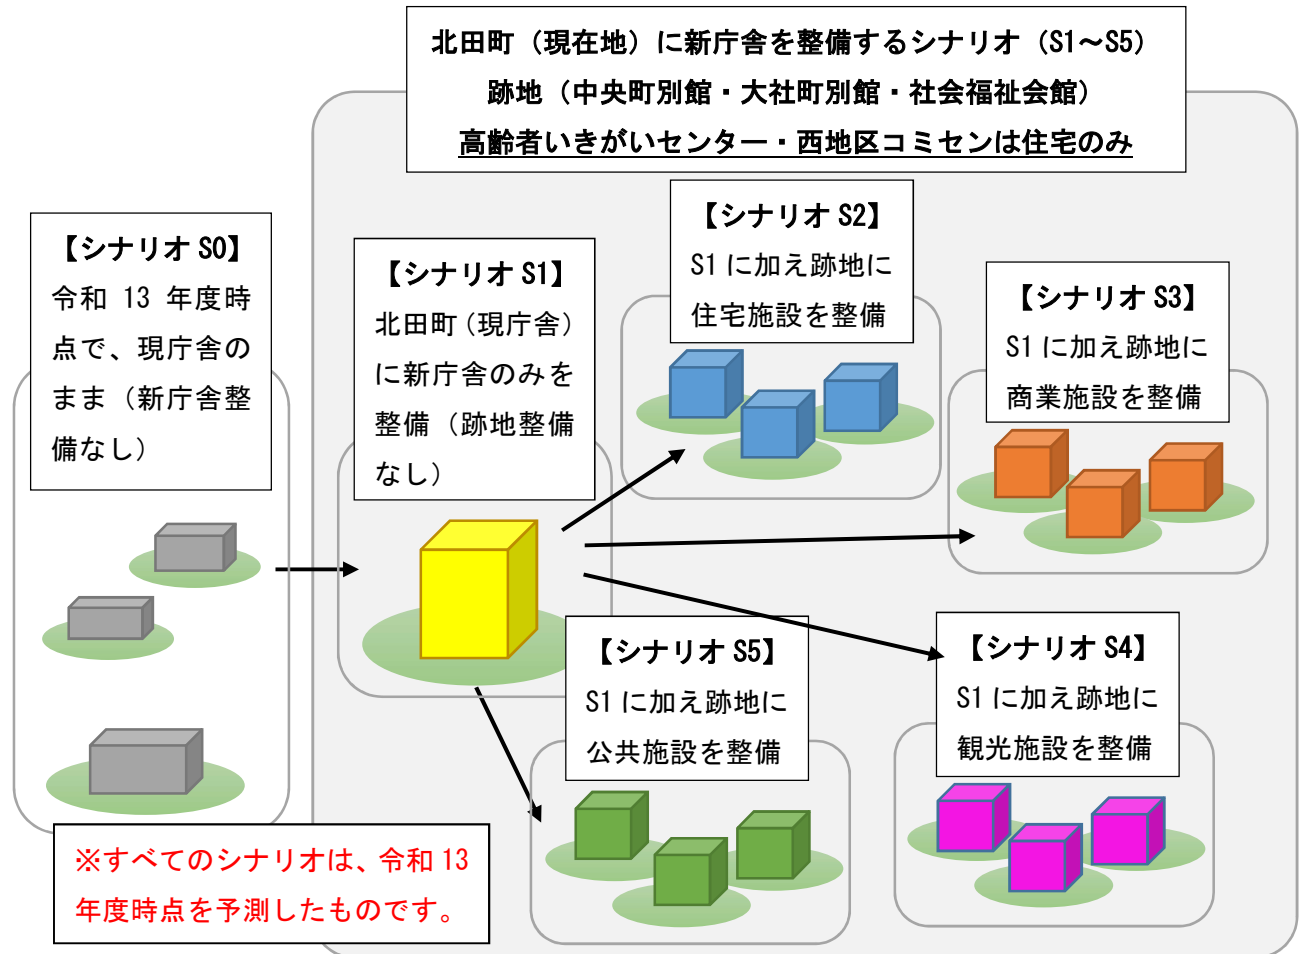 北田町（現在地）に新庁舎を整備するシナリオ（S1～S5）
跡地（中央町別館・大社町別館・社会福祉会館）
高齢者いきがいセンター・西地区コミセンは住宅のみ
【シナリオ S0】
令和 13 年度時
点で、現庁舎の
まま（新庁舎整
備なし）
【シナリオ S1】
北田町（現庁舎）
に新庁舎のみを
整備（跡地整備
なし）
【シナリオ S2】
S1 に加え跡地に
住宅施設を整備
【シナリオ S3】
S1 に加え跡地に
商業施設を整備
【シナリオ S5】
S1 に加え跡地に
公共施設を整備
【シナリオ S4】
S1 に加え跡地に
観光施設を整備
※すべてのシナリオは、令和 13
年度時点を予測したものです。